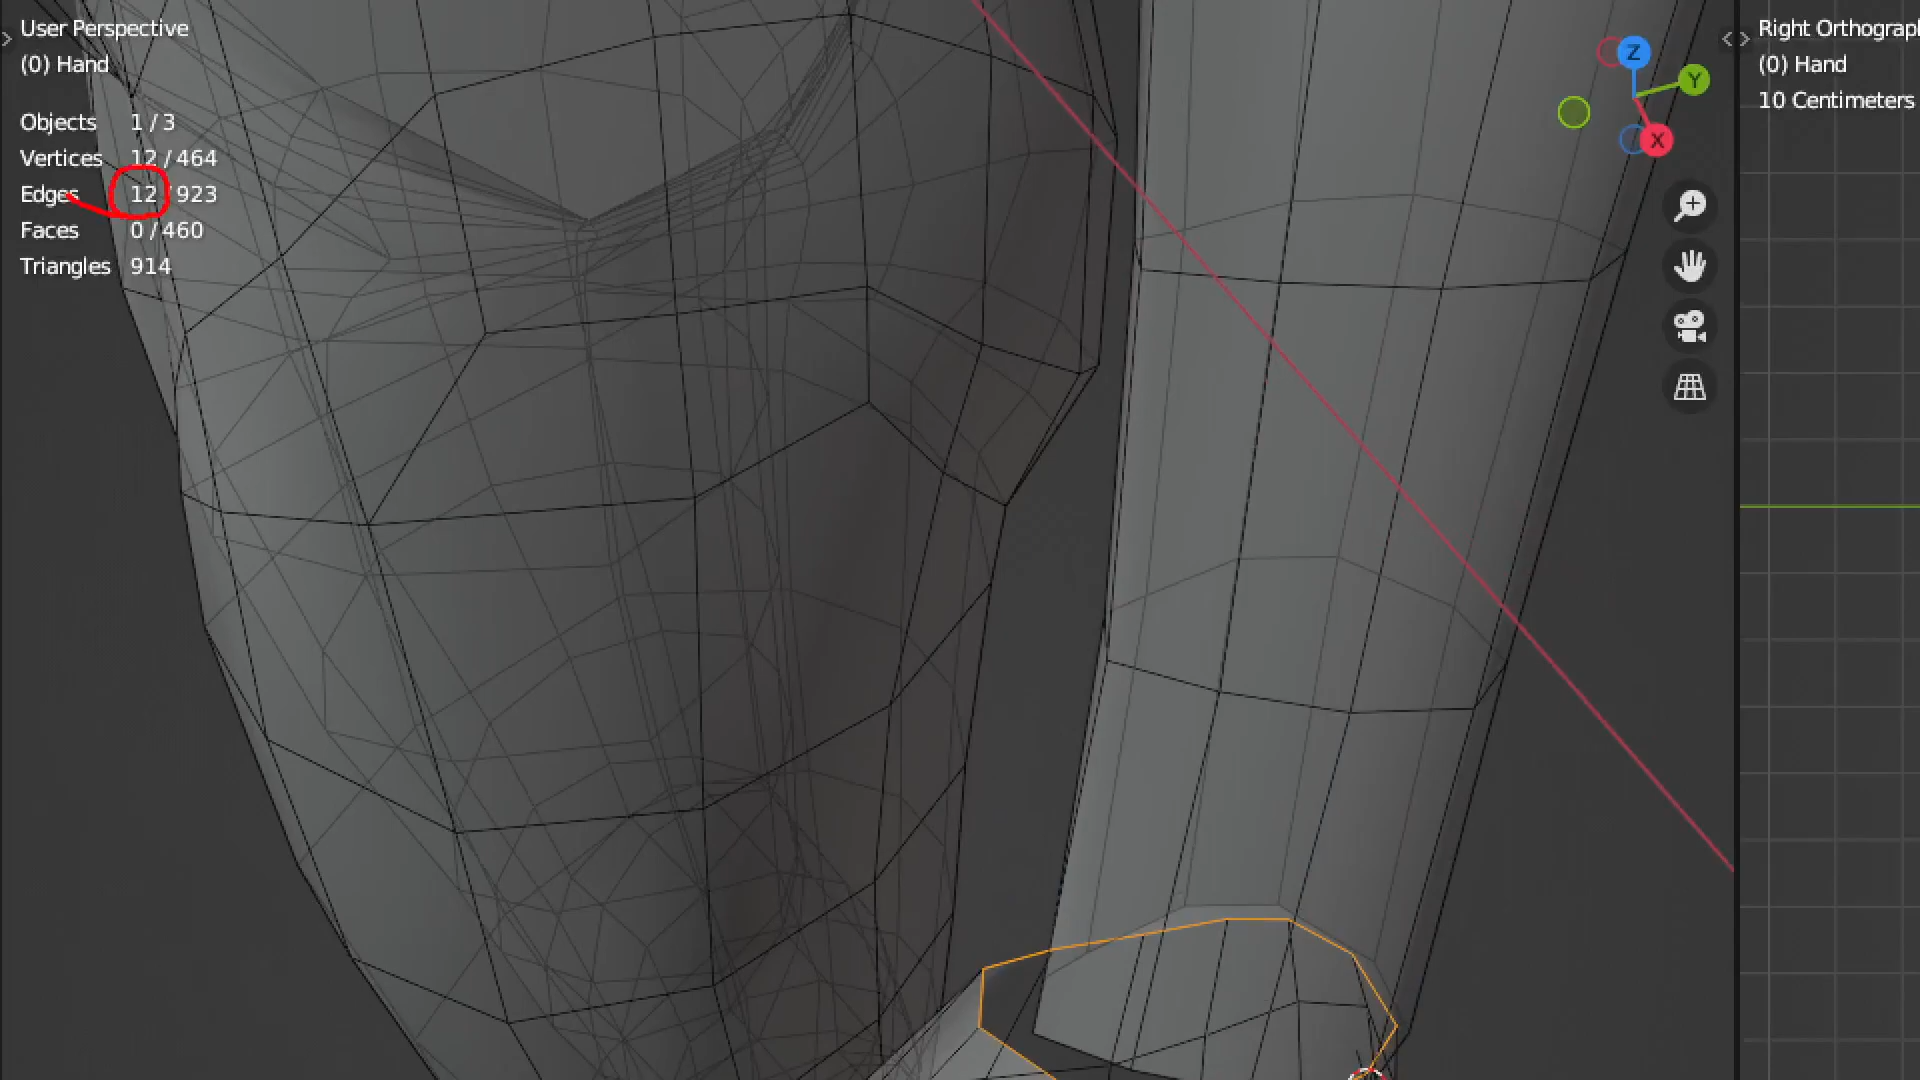 User Perspective
(0) Hand
Objects 1 / 3
Vertices 12 / 464
Edges 12 / 923
Faces 0 / 460
Triangles 914
Z
Y
X
Right Orthograp
(0) Hand
10 Centimeters